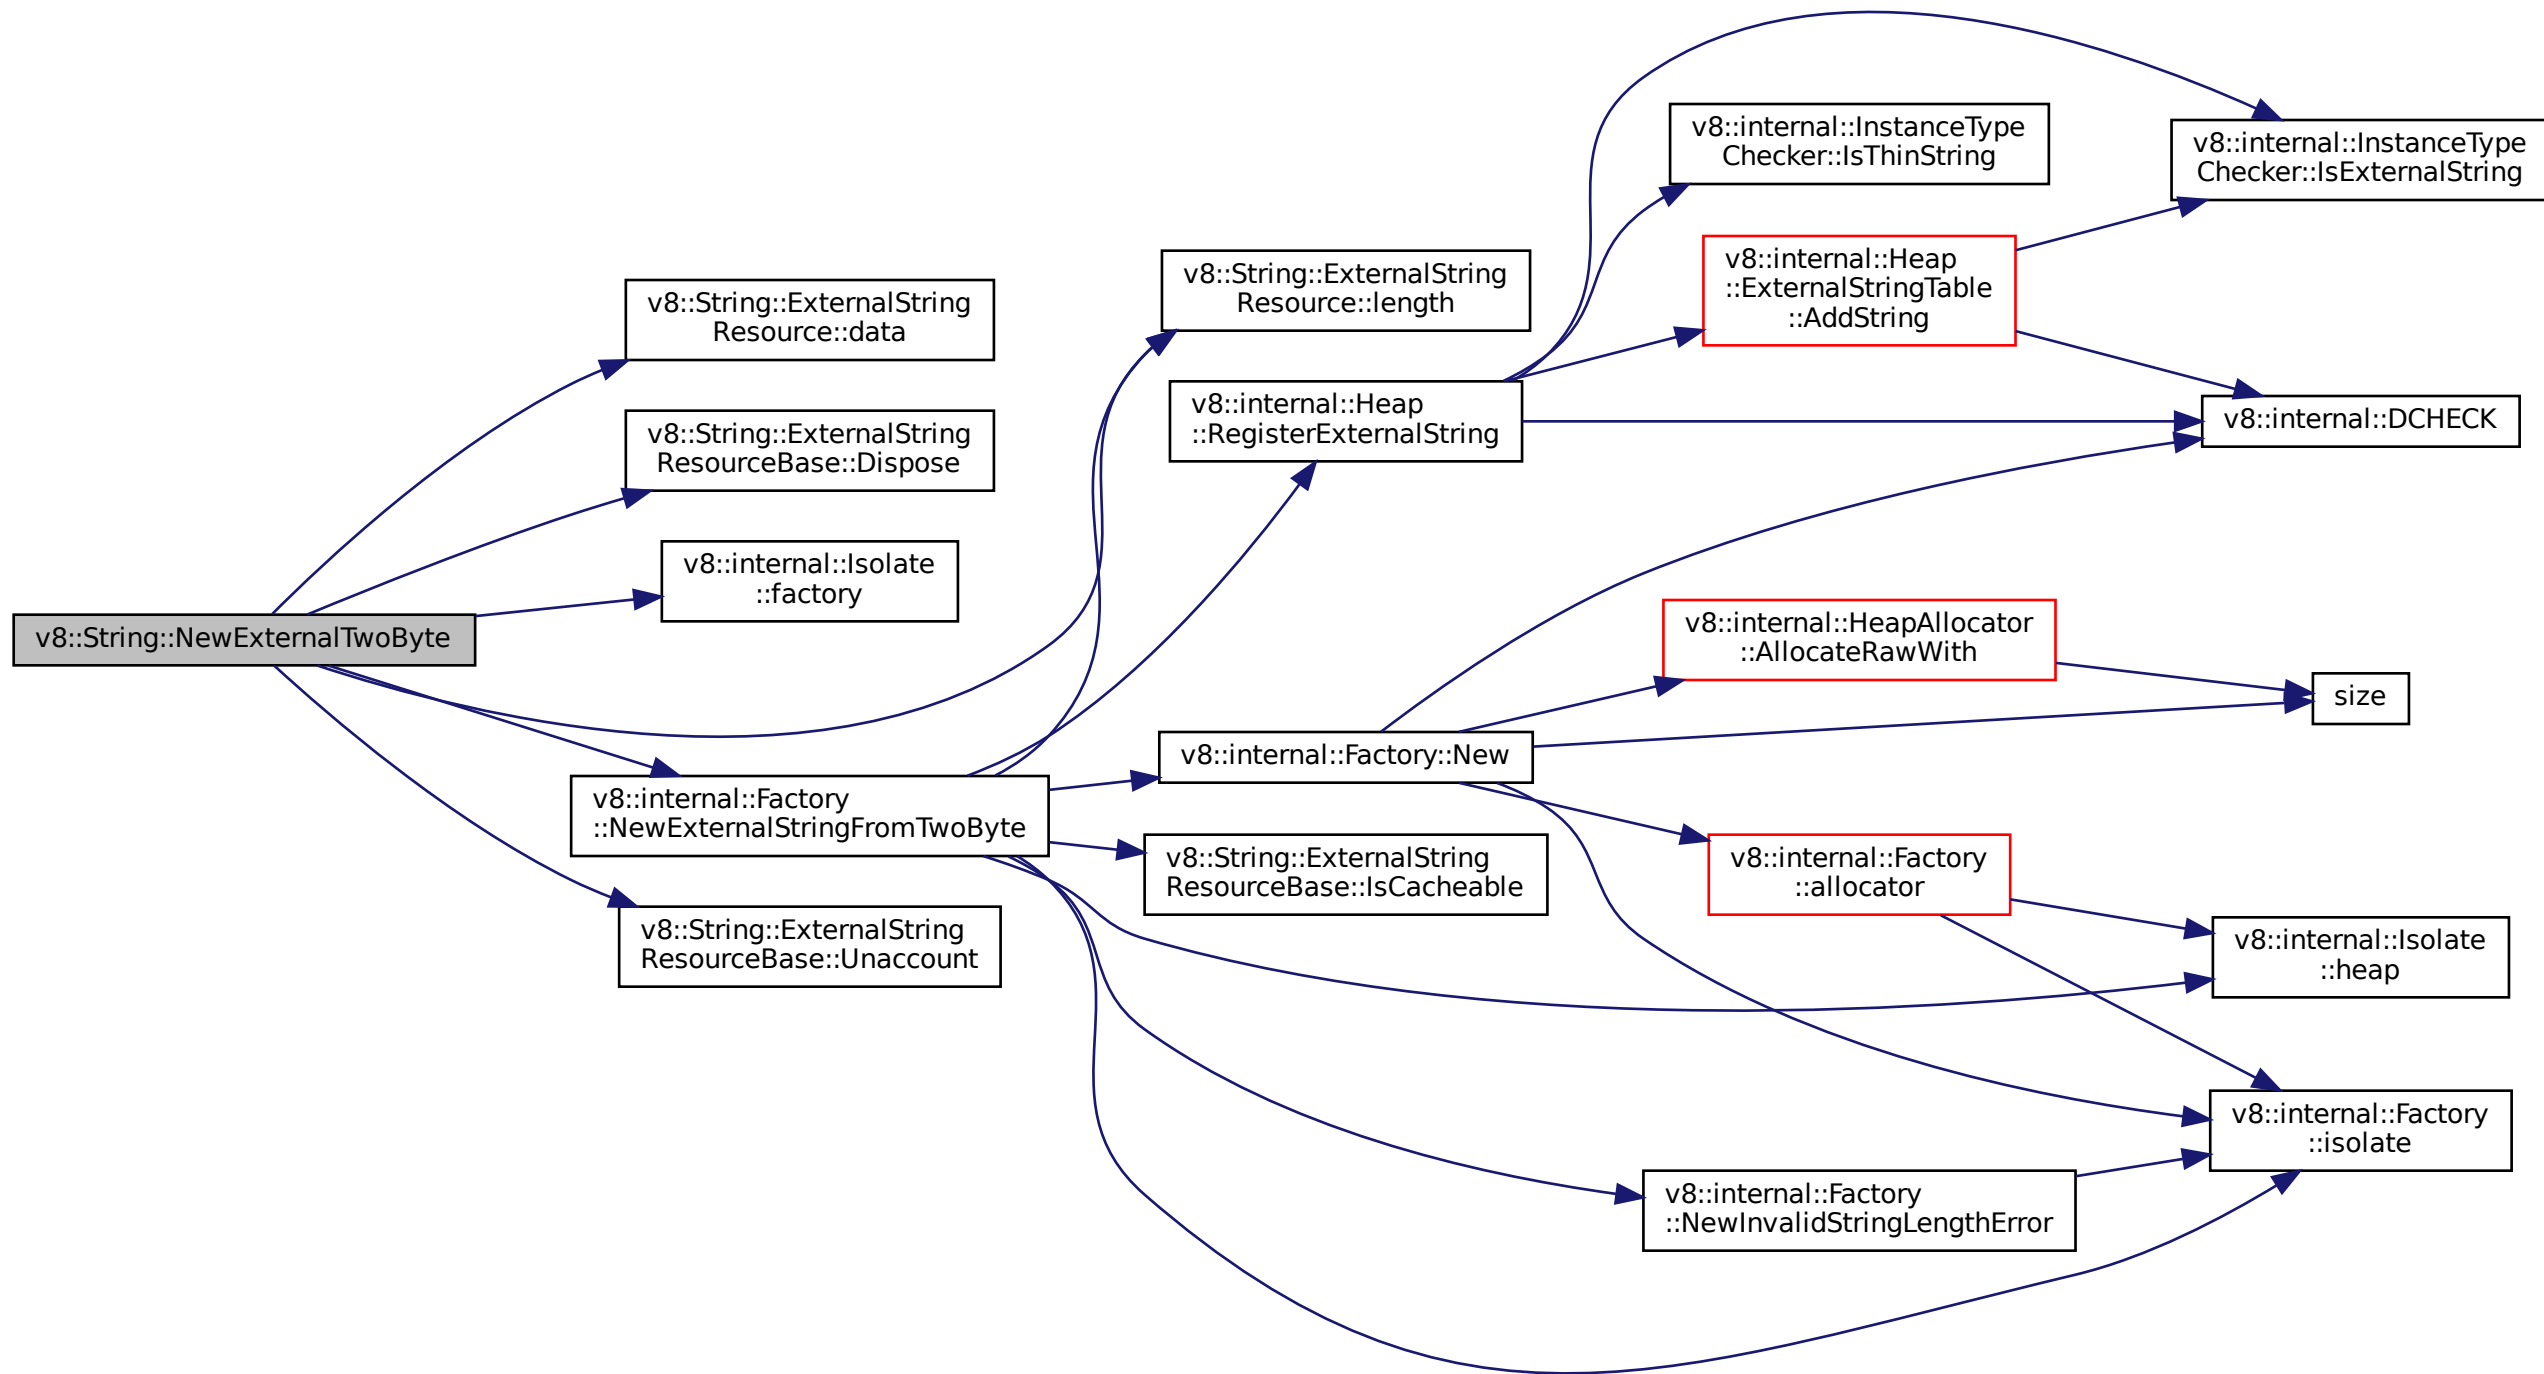 v8::String::NewExternalTwoByte
v8::String::ExternalString
Resource::data
v8::String::ExternalString
ResourceBase::Dispose
v8::internal::Isolate
::factory
v8::internal::Factory
::NewExternalStringFromTwoByte
v8::String::ExternalString
ResourceBase::Unaccount
v8::String::ExternalString
Resource::length
v8::internal::Heap
::RegisterExternalString
v8::internal::Factory::New
v8::String::ExternalString
ResourceBase::IsCacheable
v8::internal::InstanceType
Checker::IsThinString
v8::internal::Heap
::ExternalStringTable
::AddString
v8::internal::HeapAllocator
::AllocateRawWith
v8::internal::Factory
::allocator
v8::internal::Factory
::NewInvalidStringLengthError
v8::internal::InstanceType
Checker::IsExternalString
v8::internal::DCHECK
size
v8::internal::Isolate
::heap
v8::internal::Factory
::isolate